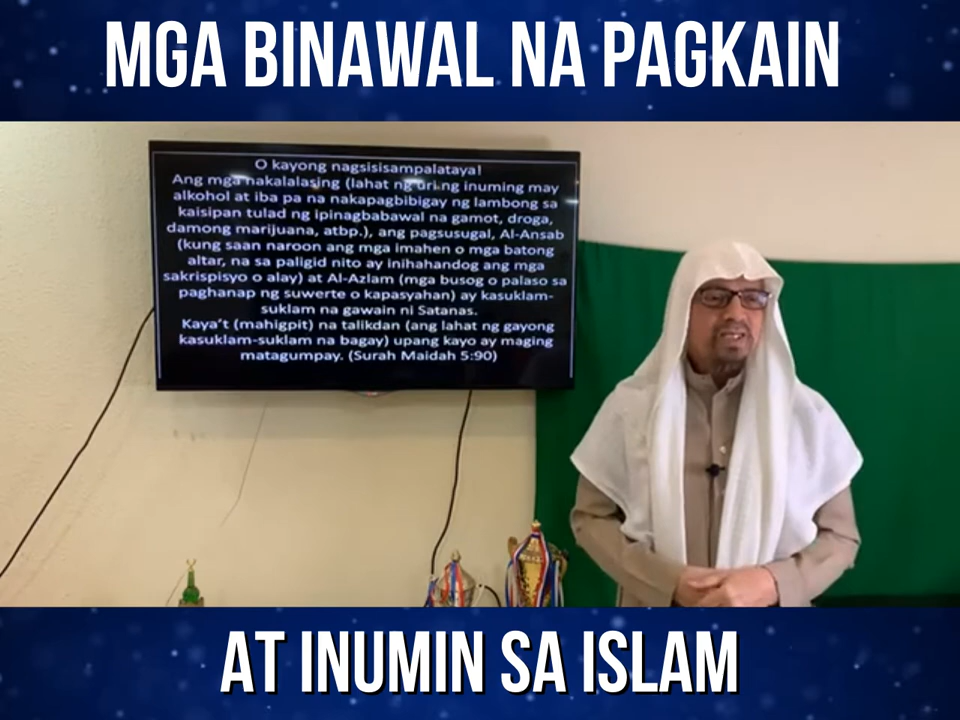 MGA BINAWAL NA PAGKAIN
O kayong nagsisisampalataya!
Ang mga nakalalasing (lahat ng uri ng inuming may
alkohol at iba pa na nakapagbibigay ng lambong sa
kaisipan tulad ng ipinagbabawal na gamot, droga,
damong marijuana, atbp.), ang pagsusugal, Al-Ansab
(kung saan naroon ang mga imahen o mga batong
altar, na sa paligid nito ay inihahandog ang mga
sakripisyo o alay) at Al-Azlam (mga busog o palaso sa
paghanap ng suwerte o kapasyahan) ay kasuklam-
suklam na gawain ni Satanas.
Kaya't (mahigpit) na talikdan (ang lahat ng gayong
kasuklam-suklam na bagay) upang kayo ay maging
matagumpay. (Surah Maidah 5:90)
AT INUMIN SA ISLAM